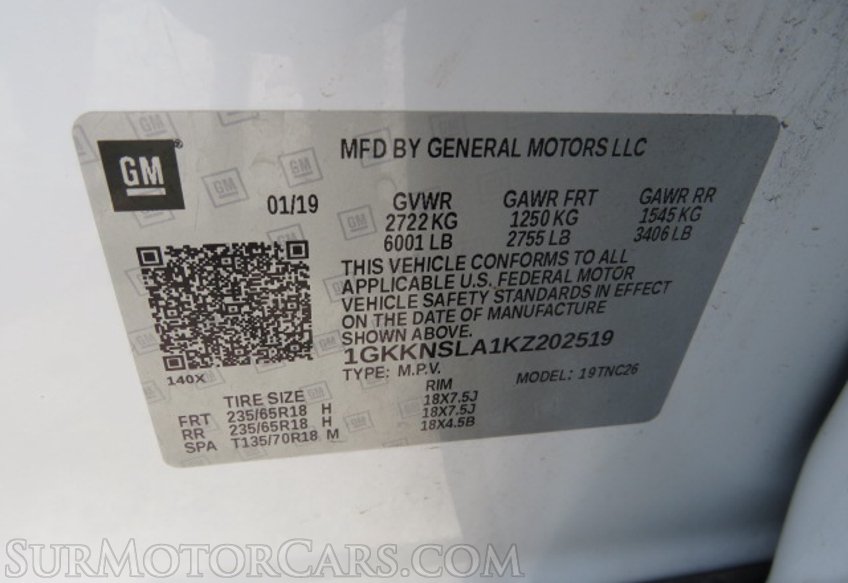 GM
MFD BY GENERAL MOTORS LLC
01/19 GVWR GAWR FRT GAWR RR
2722 KG 1250 KG 1545 KG
6001 LB 2755 LB 3406 LB
THIS VEHICLE CONFORMS TO ALL
APPLICABLE U.S. FEDERAL MOTOR
VEHICLE SAFETY STANDARDS IN EFFECT
ON THE DATE OF MANUFACTURE
SHOWN ABOVE.
1GKKNSLA1KZ202519
140X
TYPE: M.P.V. MODEL: 19TNC26
TIRE SIZE RIM
FRT 235/65R18 H 18X7.5J
RR 235/65R18 H 18X7.5J
SPA T135/70R18 M 18X4.5B
SurMotorCars.com SurMotorCars.com